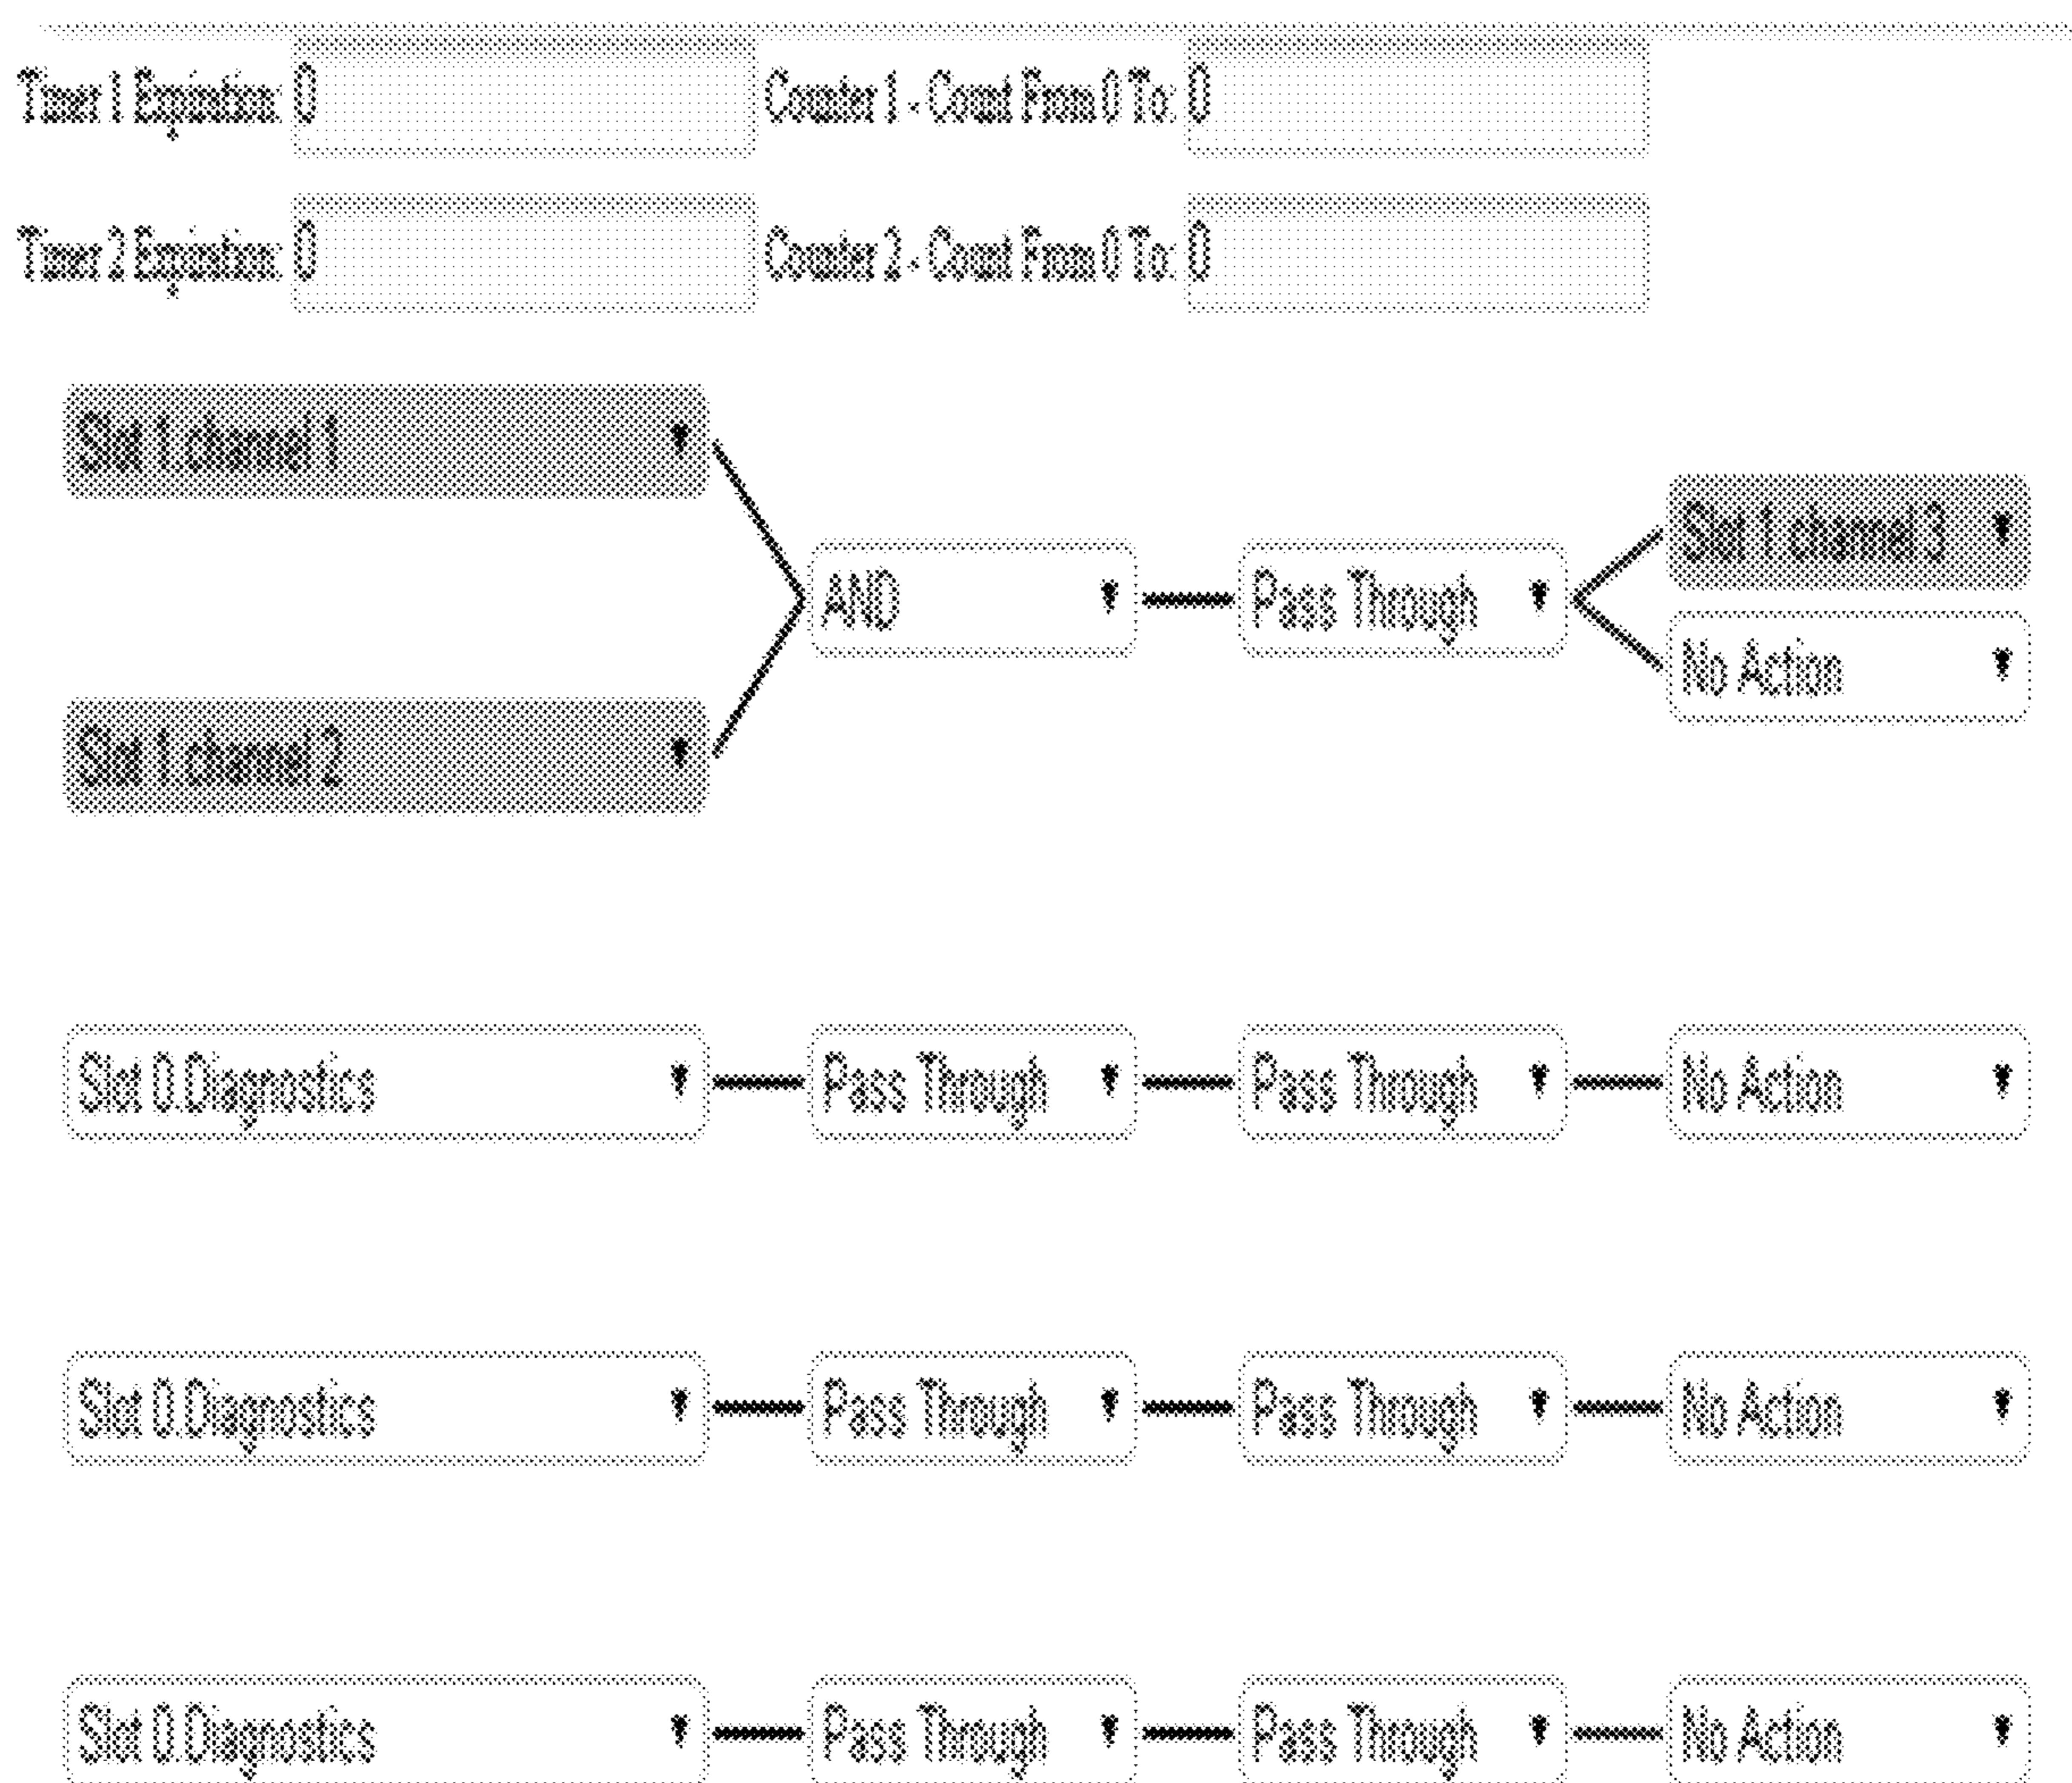 Timer 1 Expiration: 0 Counter 1 - Count From 0 To: 0
Timer 2 Expiration: 0 Counter 2 - Count From 0 To: 0
Slot 1.channel 1
Slot 1.channel 3
AND Pass Through
No Action
Slot 1.channel 2
Slot 0.Diagnostics Pass Through Pass Through No Action
Slot 0.Diagnostics Pass Through Pass Through No Action
Slot 0.Diagnostics Pass Through Pass Through No Action